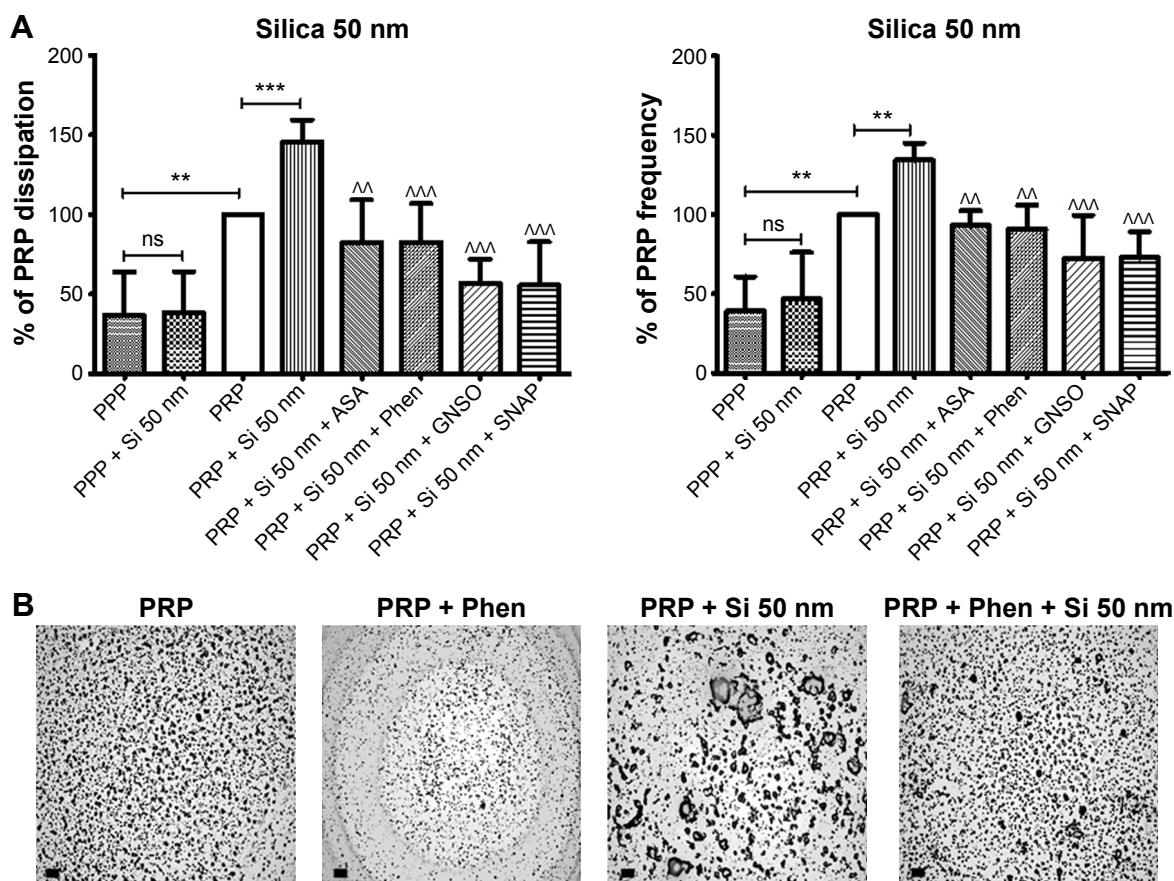 A
Silica 50 nm
% of PRP dissipation
200
150
100
50
0
**
ns
***
^^
^^^
^^^
^^^
PPP
PPP + Si 50 nm
PRP
PRP + Si 50 nm
PRP + Si 50 nm + ASA
PRP + Si 50 nm + Phen
PRP + Si 50 nm + GNSO
PRP + Si 50 nm + SNAP
Silica 50 nm
% of PRP frequency
200
150
100
50
0
**
ns
**
^^
^^
^^^
^^^
PPP
PPP + Si 50 nm
PRP
PRP + Si 50 nm
PRP + Si 50 nm + ASA
PRP + Si 50 nm + Phen
PRP + Si 50 nm + GNSO
PRP + Si 50 nm + SNAP
B
PRP
PRP + Phen
PRP + Si 50 nm
PRP + Phen + Si 50 nm